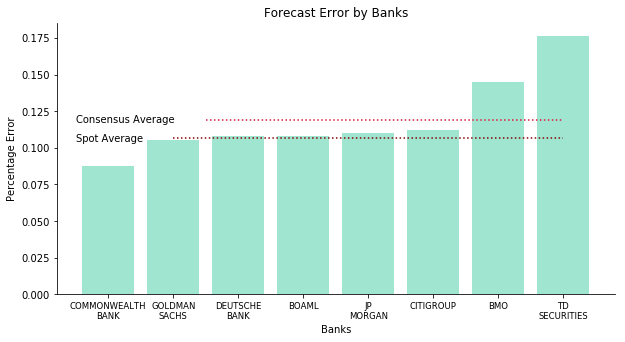 Forecast Error by Banks
Percentage Error
0.175
0.150
0.125
0.100
0.075
0.050
0.025
0.000
Consensus Average
Spot Average
COMMONWEALTH
BANK
GOLDMAN
SACHS
DEUTSCHE
BANK
BOAML
JP
MORGAN
CITIGROUP
BMO
TD
SECURITIES
Banks